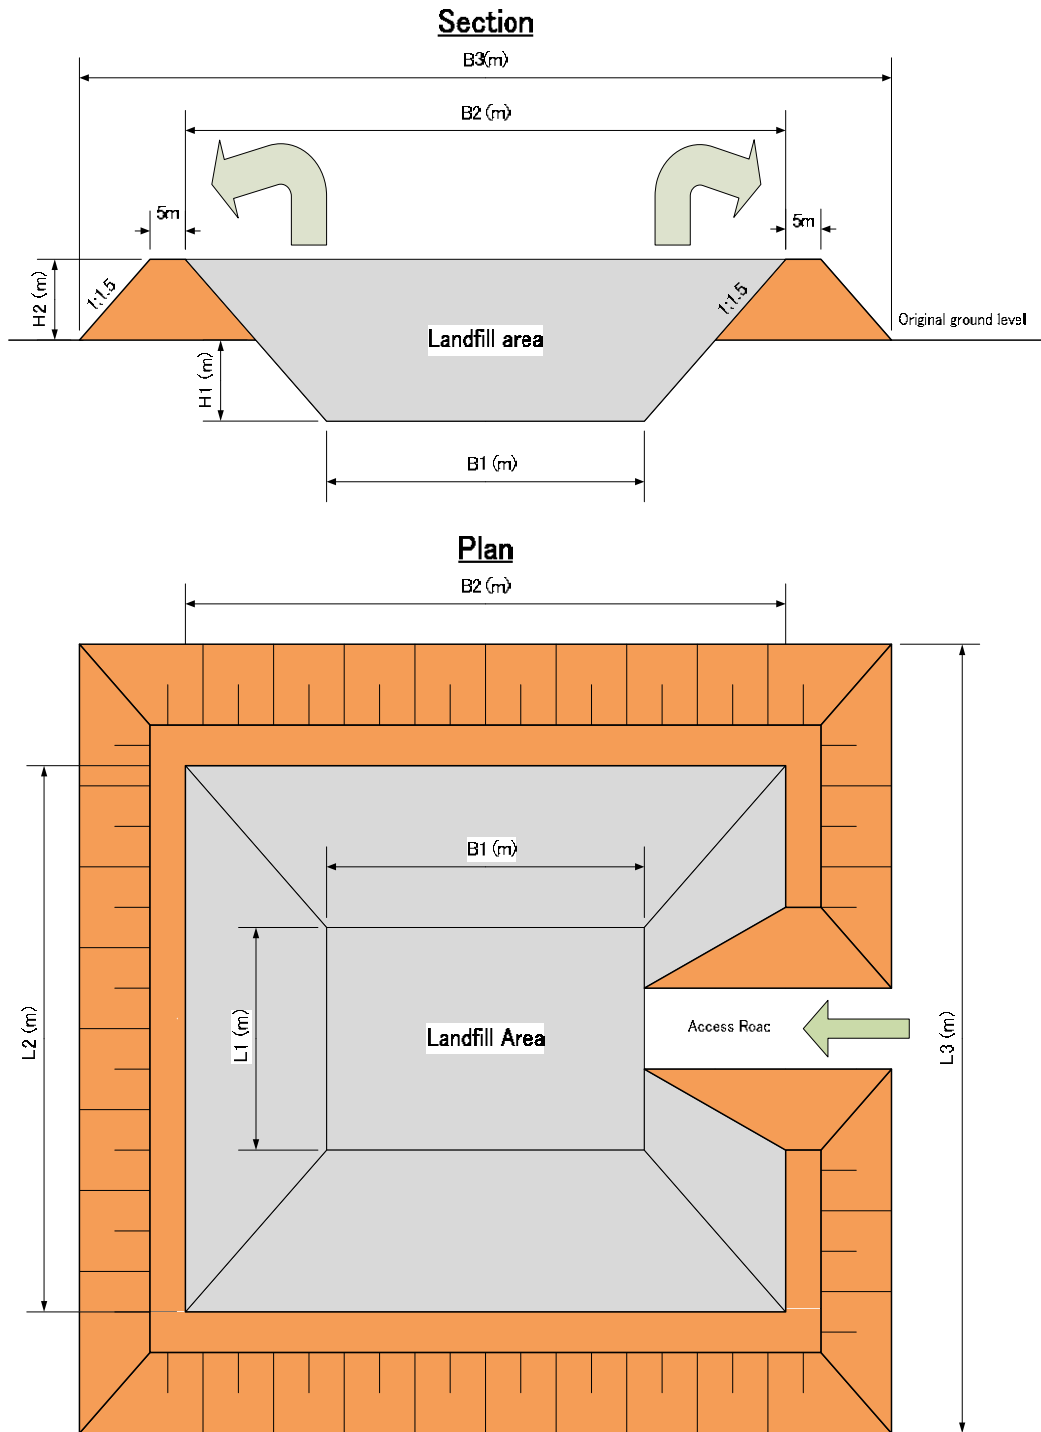 Section
B3(m)
B2 (m)
5m
5m
H2 (m)
1:1.5
1:1.5
Original ground level
Landfill area
H1 (m)
B1 (m)
Plan
B2 (m)
B1 (m)
L2 (m)
L1 (m)
Landfill Area
Access Roac
L3 (m)